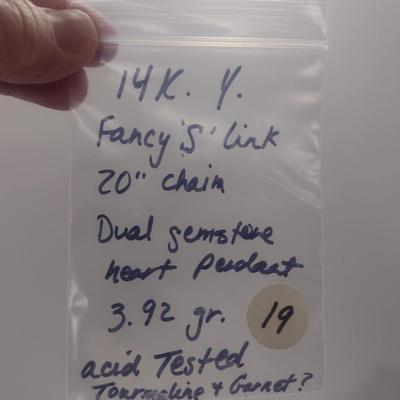 14K. Y.
Fancy 'S' link
20" chain
Dual gemstone
heart Pendant
3.92 gr. 19
acid Tested
Tourmaline + Garnet?